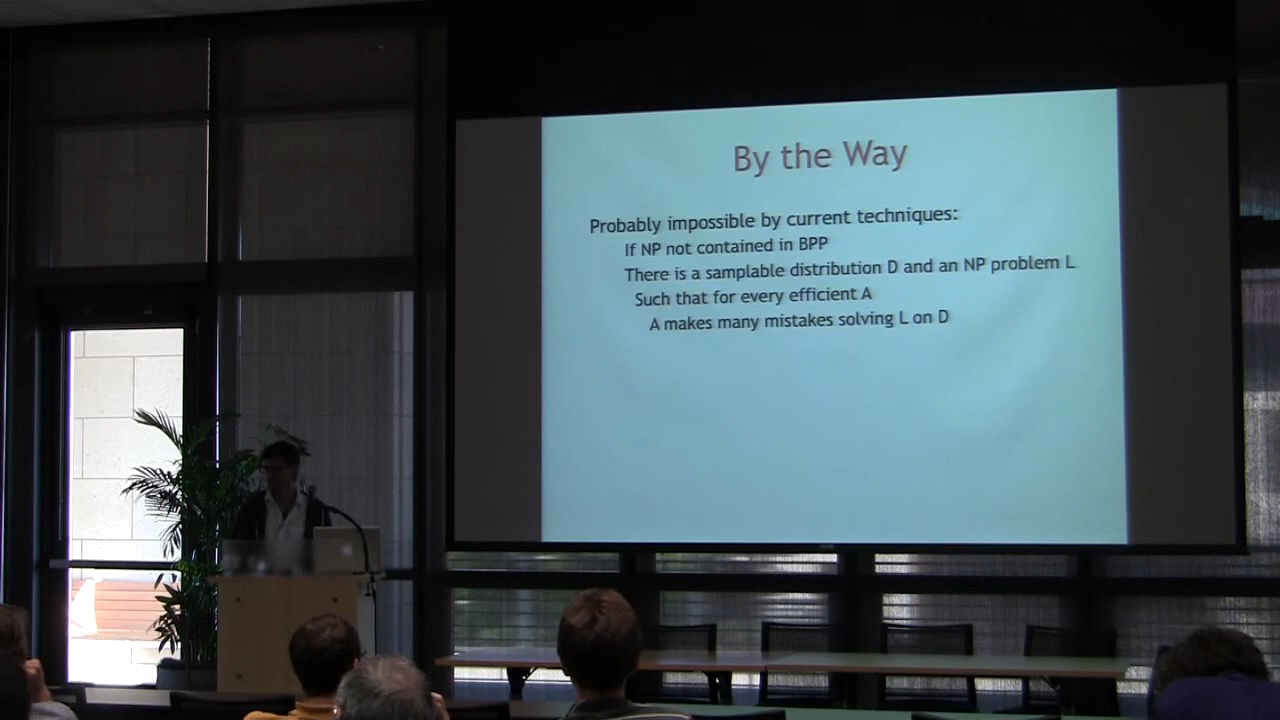 By the Way
Probably impossible by current techniques:
If NP not contained in BPP
There is a samplable distribution D and an NP problem L
Such that for every efficient A
A makes many mistakes solving L on D